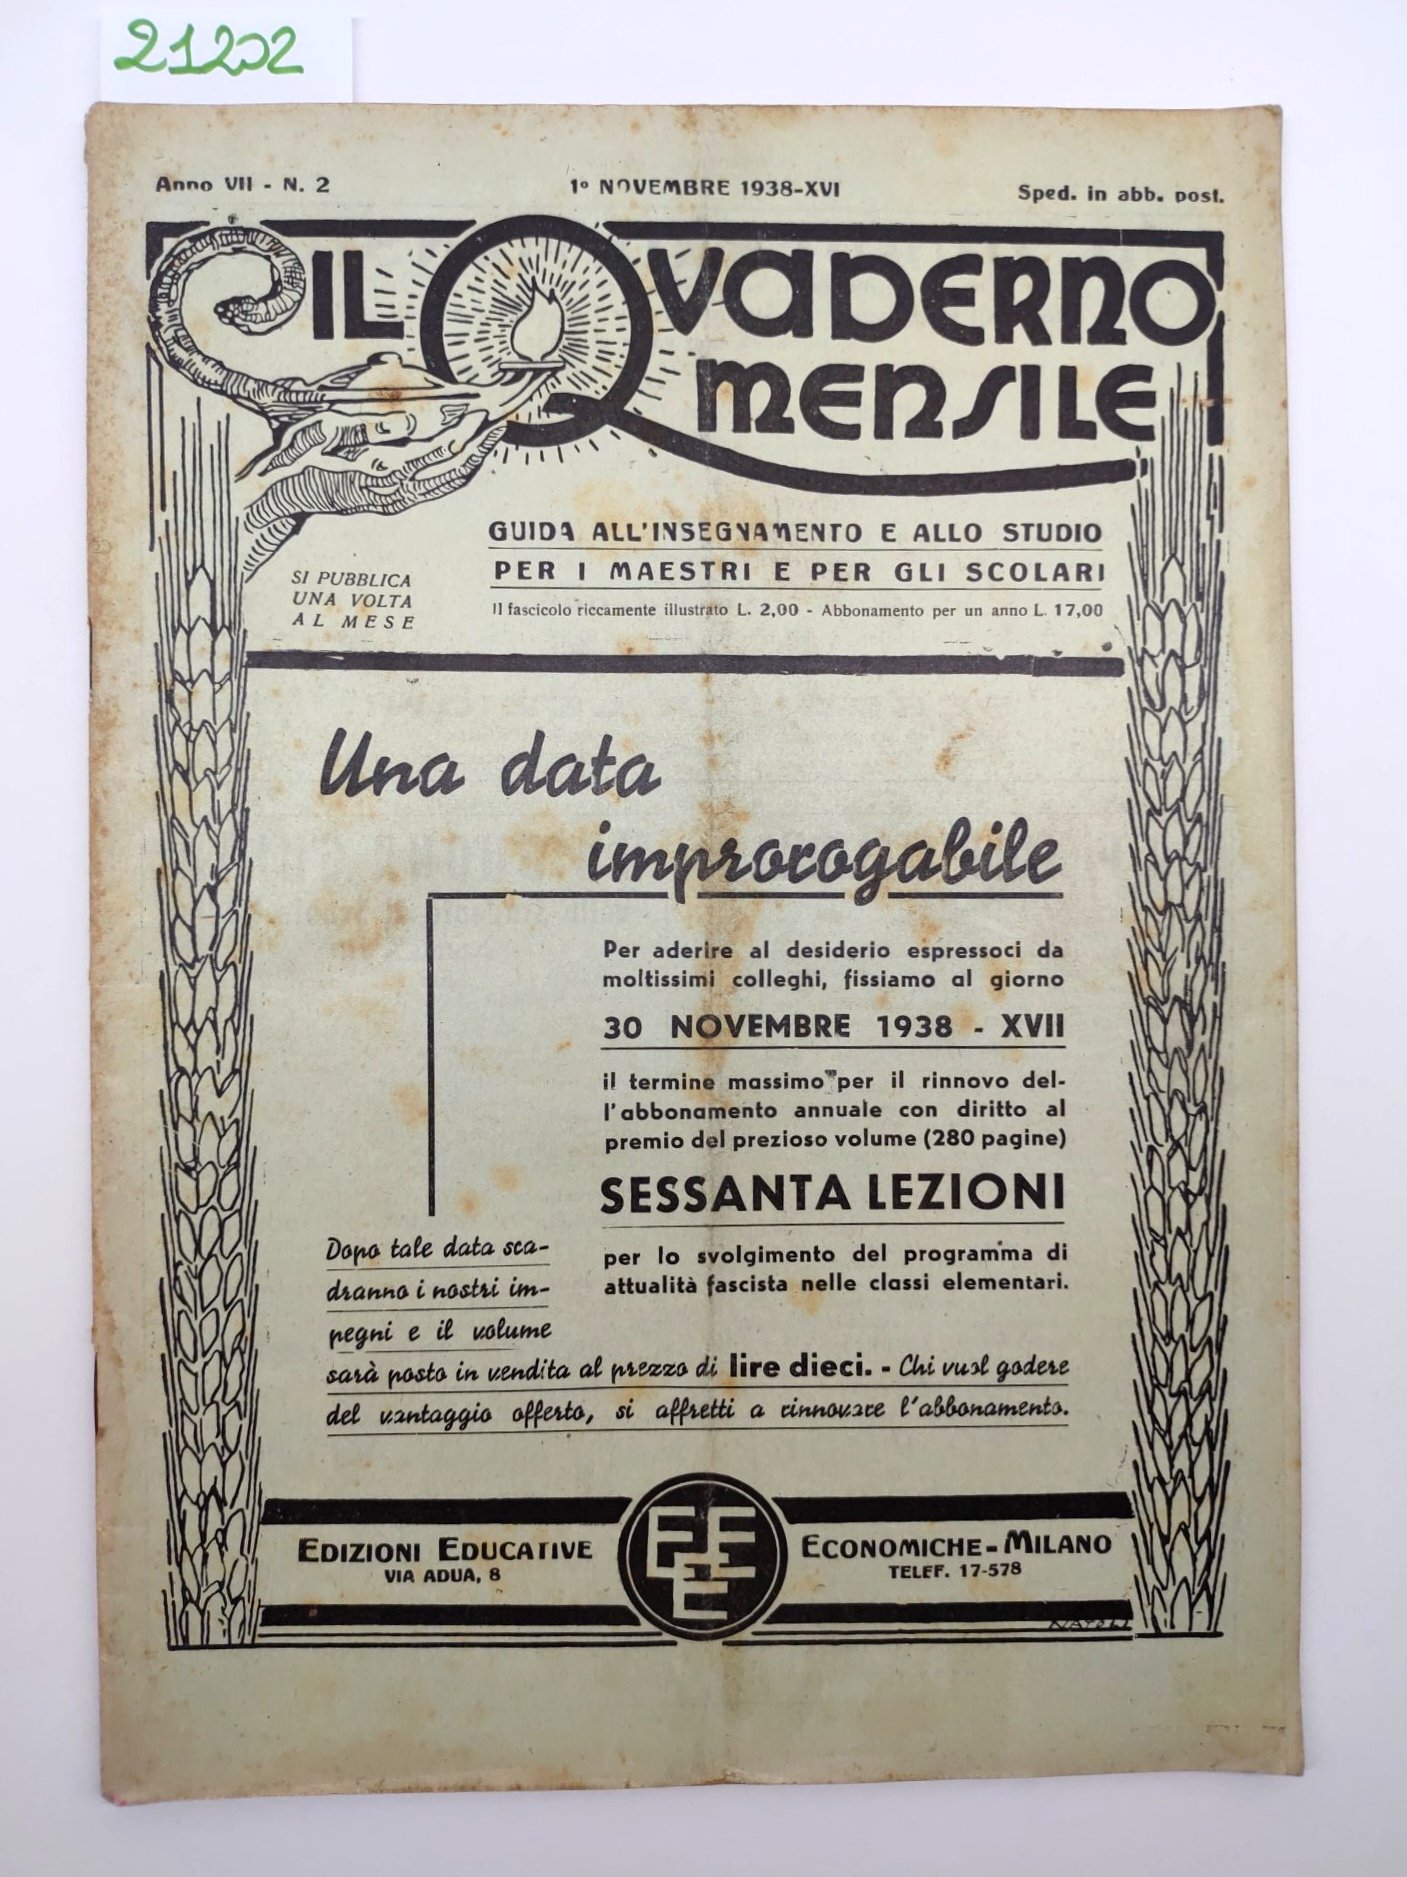 21202
Anno VII - N. 2
1º NOVEMBRE 1938-XVI
Sped. in abb. post.
IL QVADERNO
MENSILE
GUIDA ALL'INSEGNAMENTO E ALLO STUDIO
PER I MAESTRI E PER GLI SCOLARI
Il fascicolo riccamente illustrato L. 2,00 - Abbonamento per un anno L. 17,00
SI PUBBLICA
UNA VOLTA
AL MESE
Una data
improrogabile
Per aderire al desiderio espressoci da
moltissimi colleghi, fissiamo al giorno
30 NOVEMBRE 1938 - XVII
il termine massimo per il rinnovo del-
l'abbonamento annuale con diritto al
premio del prezioso volume (280 pagine)
SESSANTA LEZIONI
per lo svolgimento del programma di
attualità fascista nelle classi elementari.
Dopo tale data sca-
dranno i nostri im-
pegni e il volume
sarà posto in vendita al prezzo di lire dieci. - Chi vuol godere
del vantaggio offerto, si affretti a rinnovare l'abbonamento.
EDIZIONI EDUCATIVE
VIA ADUA, 8
EEE
ECONOMICHE - MILANO
TELEF. 17-578
NATOLI